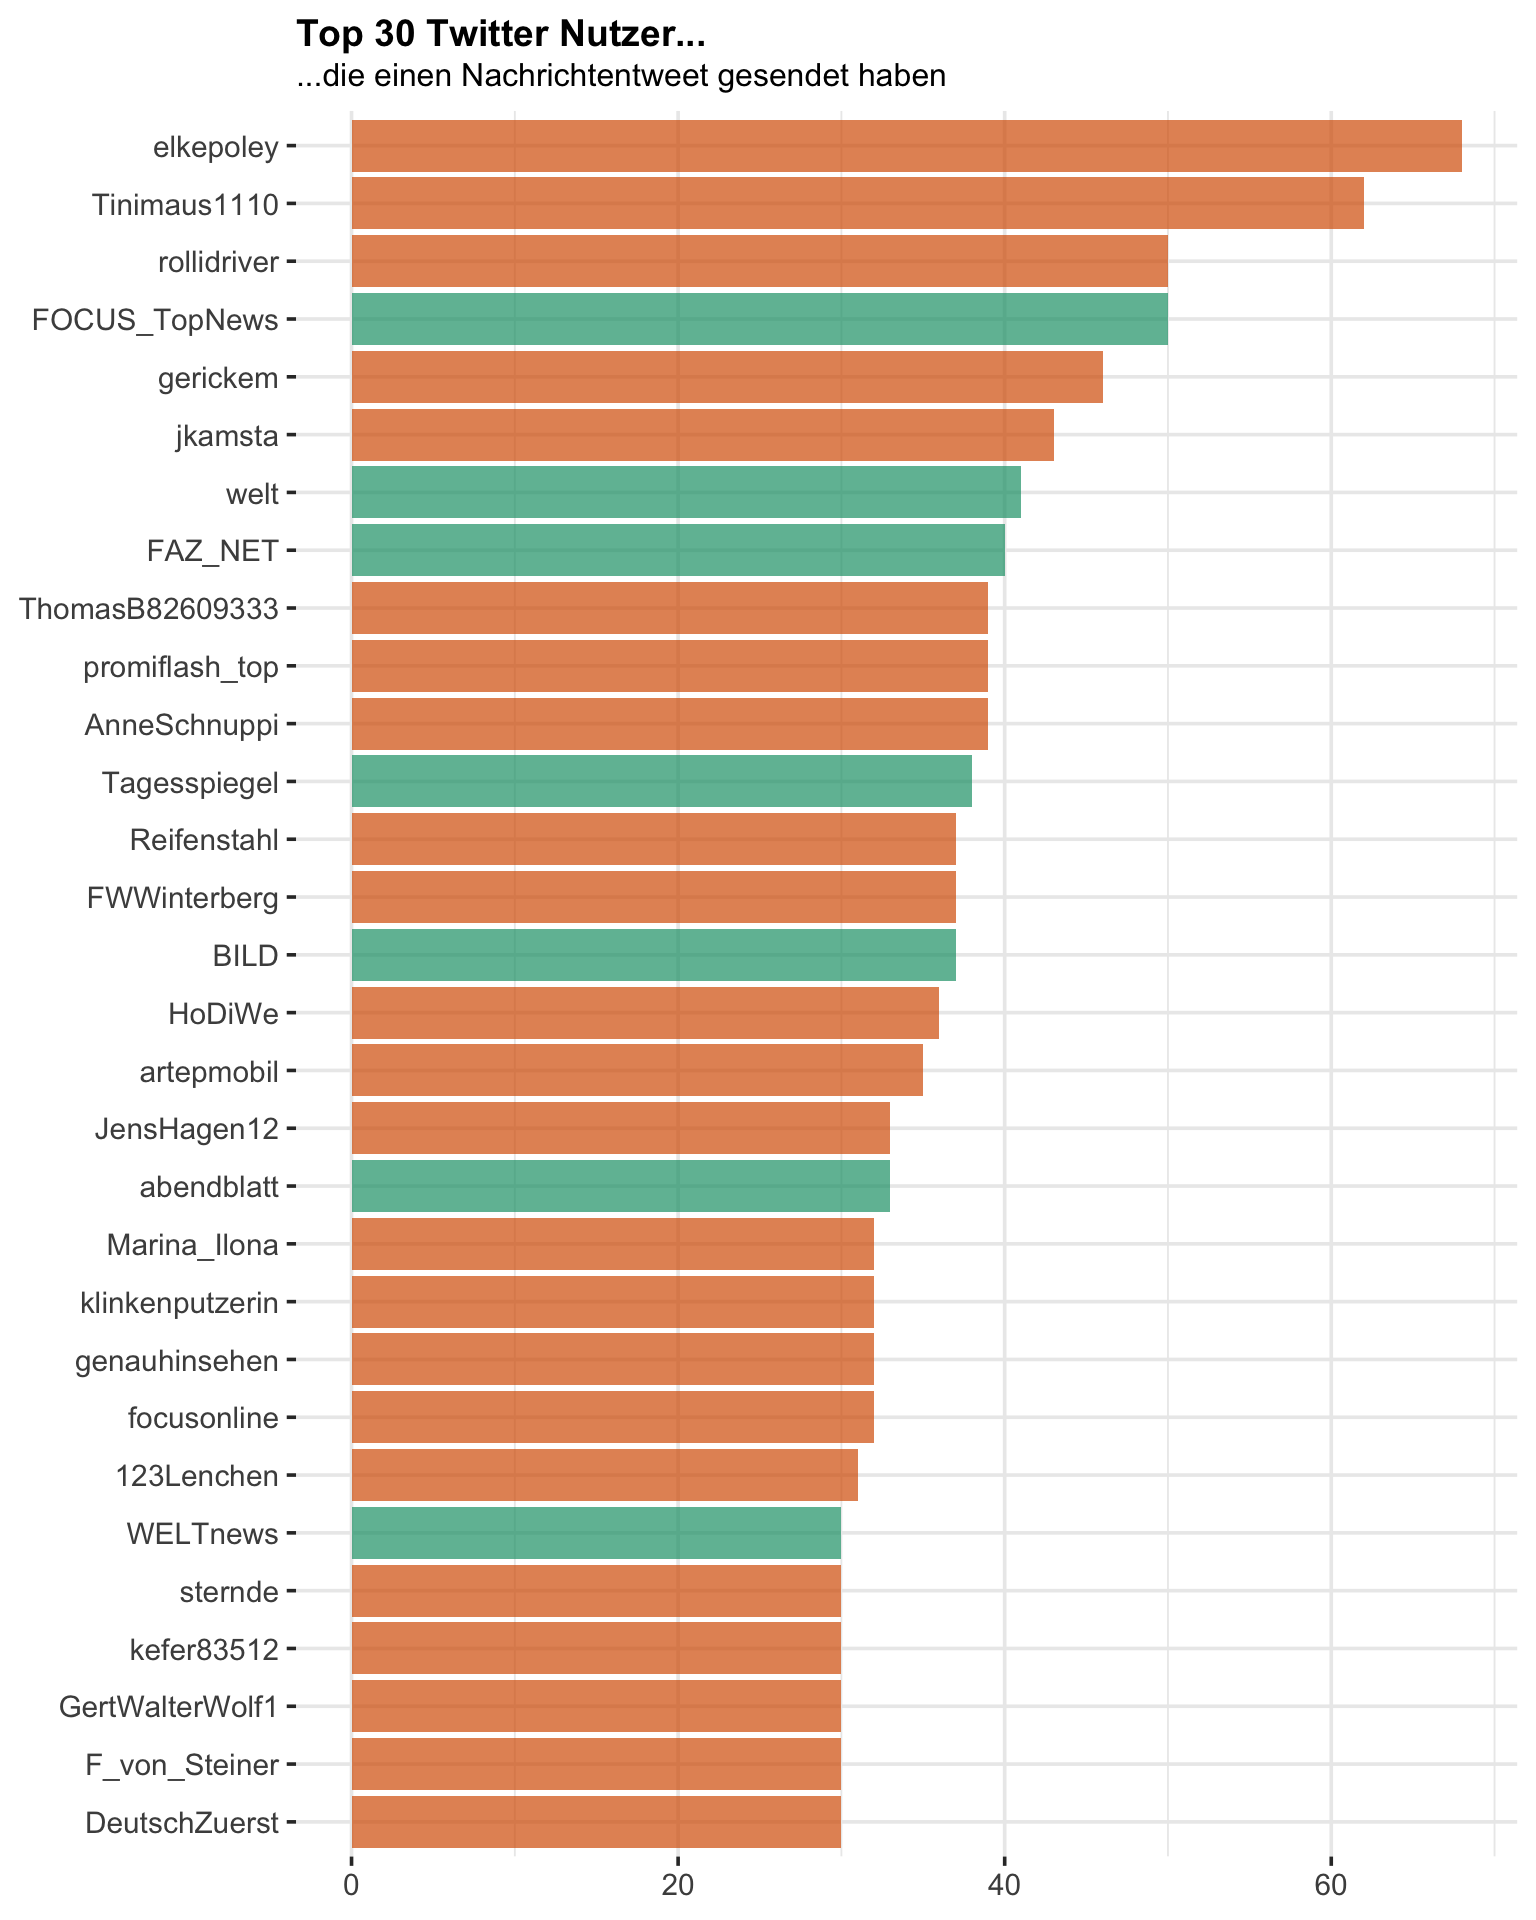 Top 30 Twitter Nutzer...
...die einen Nachrichtentweet gesendet haben
elkepoley
Tinimaus1110
rollidriver
FOCUS_TopNews
gerickem
jkamsta
welt
FAZ_NET
ThomasB82609333
promiflash_top
AnneSchnuppi
Tagesspiegel
Reifenstahl
FWWinterberg
BILD
HoDiWe
artepmobil
JensHagen12
abendblatt
Marina_Ilona
klinkenputzerin
genauhinsehen
focusonline
123Lenchen
WELTnews
sternde
kefer83512
GertWalterWolf1
F_von_Steiner
DeutschZuerst
0 20 40 60